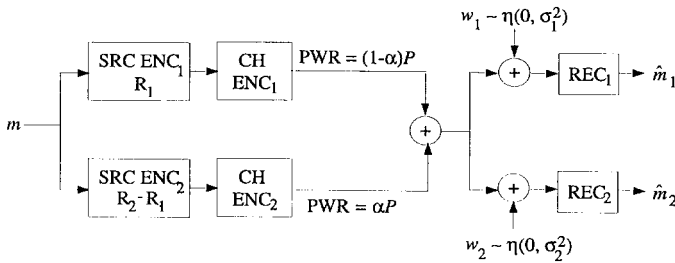 w₁ ~ η(0, σ₁²)
SRC ENC₁
R₁
CH
ENC₁
PWR = (1-α)P
+
REC₁
m̂₁
m
+
SRC ENC₂
R₂-R₁
CH
ENC₂
PWR = αP
+
REC₂
m̂₂
w₂ ~ η(0, σ₂²)